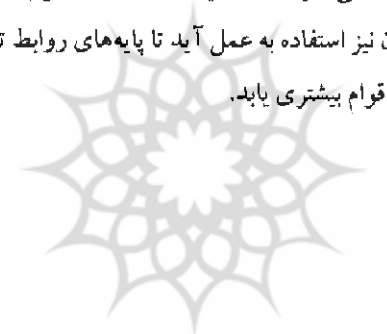 ن نیز استفاده به عمل آید تا پایه‌های روابط
قوام بیشتری یابد.